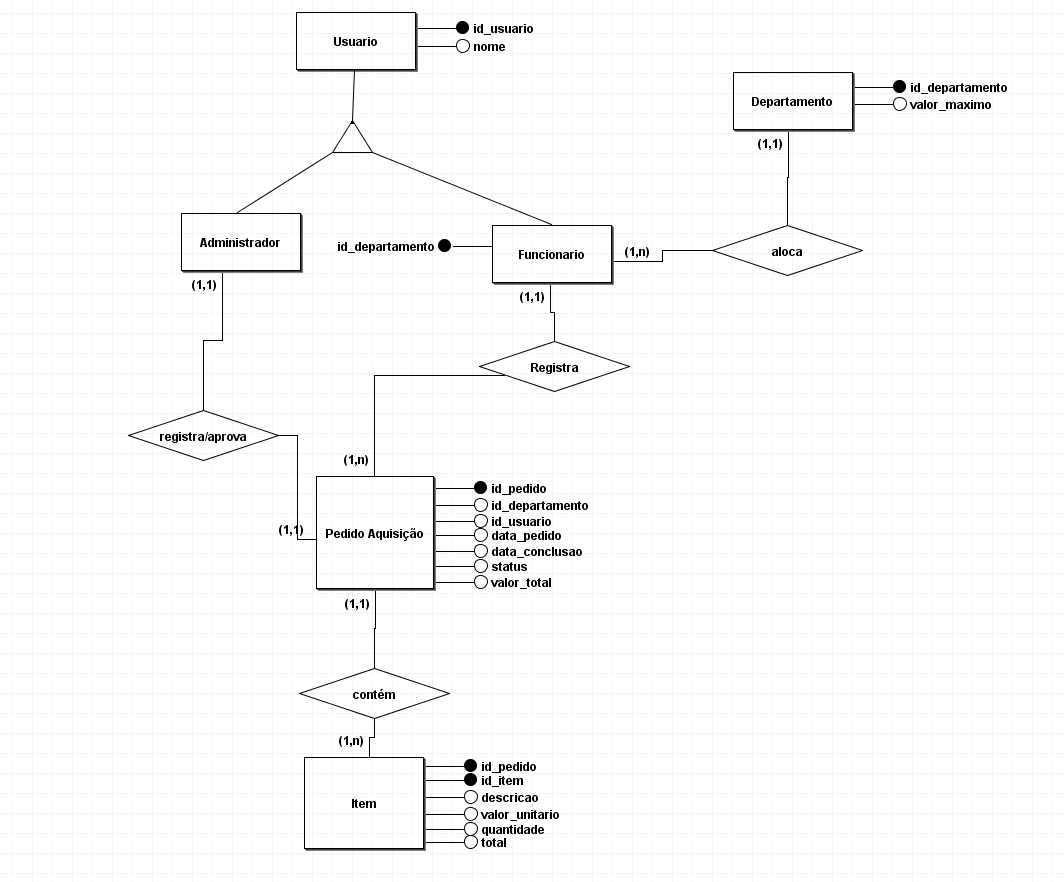 Usuario
id_usuario
nome
Departamento
id_departamento
valor_maximo
(1,1)
Administrador
(1,1)
id_departamento
Funcionario
(1,n)
aloca
(1,1)
Registra
registra/aprova
(1,n)
(1,1)
Pedido Aquisição
id_pedido
id_departamento
id_usuario
data_pedido
data_conclusao
status
valor_total
(1,1)
contém
(1,n)
Item
id_pedido
id_item
descricao
valor_unitario
quantidade
total